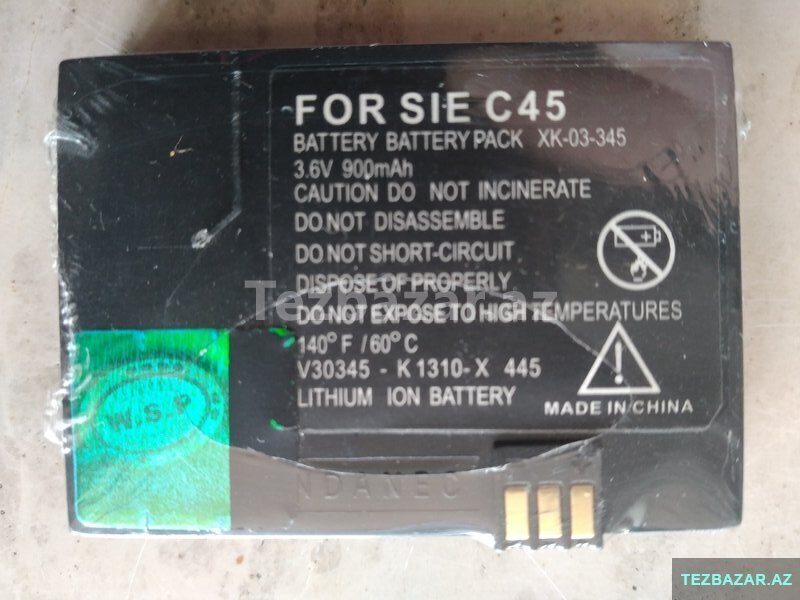 FOR SIE C45
BATTERY BATTERY PACK XK-03-345
3.6V 900mAh
CAUTION DO NOT INCINERATE
DO NOT DISASSEMBLE
DO NOT SHORT-CIRCUIT
DISPOSE OF PROPERLY
Tezbazar.az
DO NOT EXPOSE TO HIGH TEMPERATURES
140°F/60°C
V30345 - K1310-X 445
LITHIUM ION BATTERY
MADE IN CHINA
W.S.P
NDANEC
TEZBAZAR.AZ